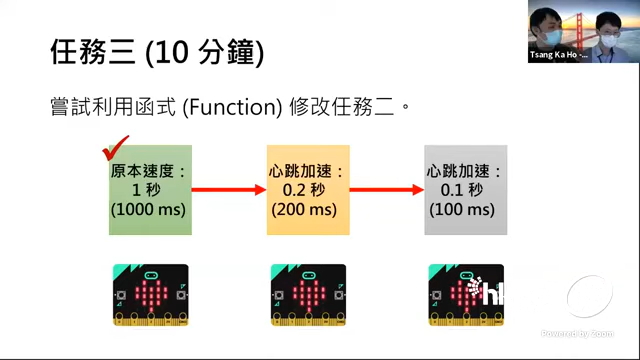 任務三 (10 分鐘)
Tsang Ka Ho -...
嘗試利用函式 (Function) 修改任務二。
原本速度：
1 秒
(1000 ms)
心跳加速：
0.2 秒
(200 ms)
心跳加速：
0.1 秒
(100 ms)
Powered by Zoom